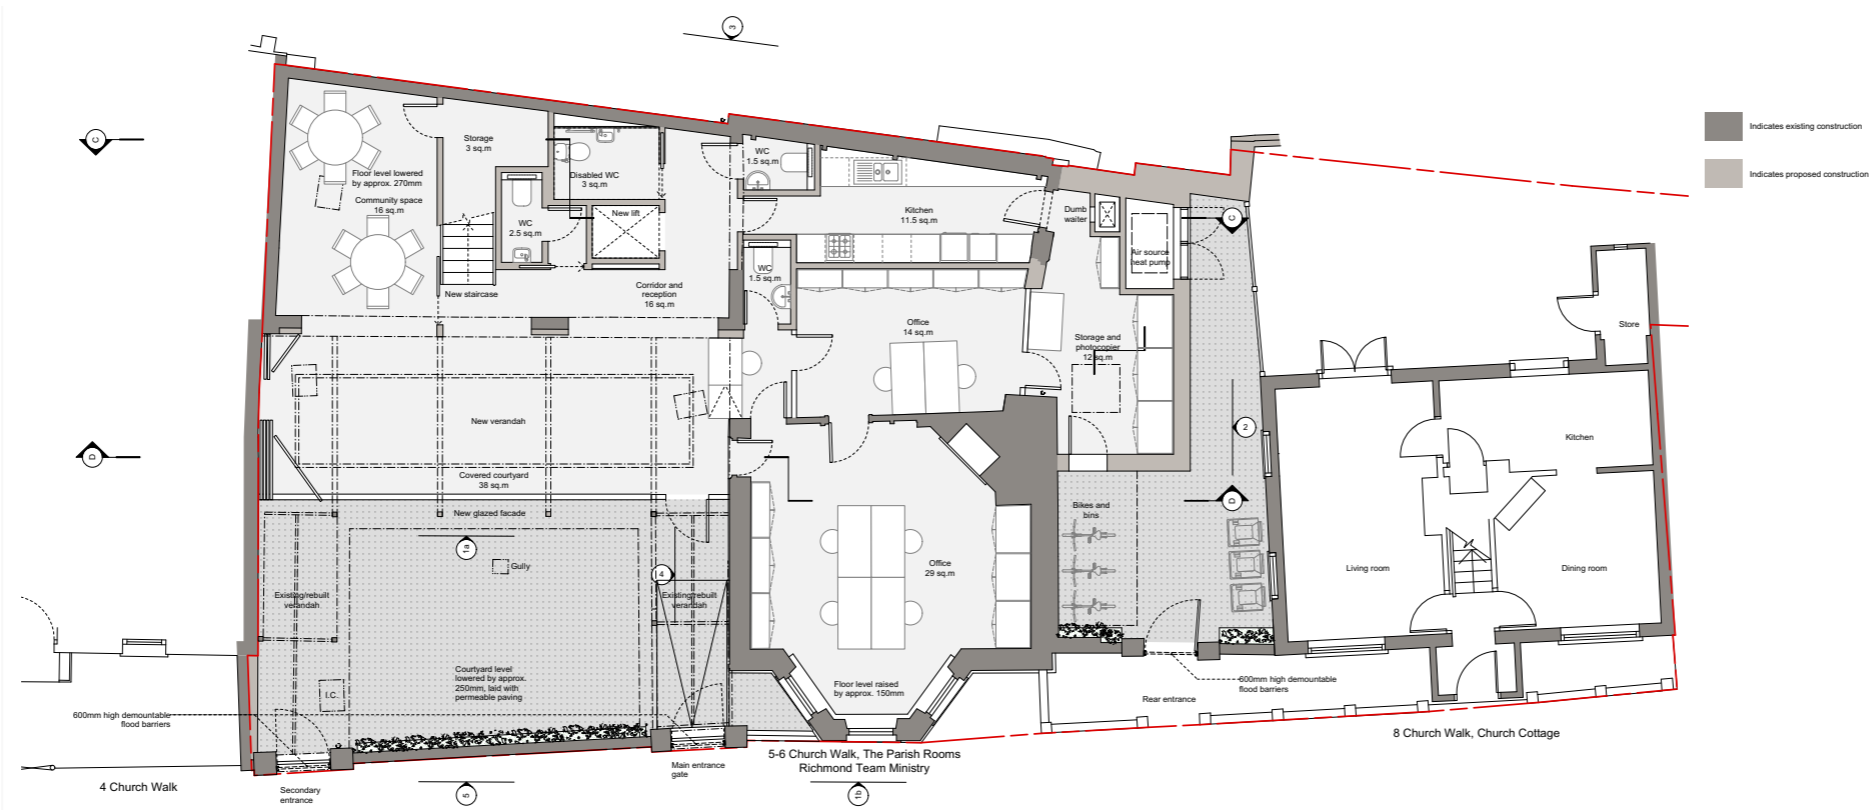 3
Indicates existing construction
Indicates proposed construction
C
Storage
3 sq.m
Floor level lowered
by approx. 270mm
Community space
16 sq.m
Disabled WC
3 sq.m
New lift
WC
2.5 sq.m
New staircase
Corridor and
reception
16 sq.m
WC
1.5 sq.m
Kitchen
11.5 sq.m
WC
1.5 sq.m
Dumb
waiter
Air source
heat pump
C
Office
14 sq.m
Storage and
photocopier
12 sq.m
Store
Kitchen
2
D
D
New verandah
Covered courtyard
38 sq.m
New glazed facade
1a
Gully
4
Existing/rebuilt
verandah
Existing/rebuilt
verandah
Office
29 sq.m
Bikes and
bins
Living room
Dining room
Courtyard level
lowered by approx.
250mm, laid with
permeable paving
I.C.
Floor level raised
by approx. 150mm
600mm high demountable
flood barriers
600mm high demountable
flood barriers
Rear entrance
Main entrance
gate
Secondary
entrance
5
1b
4 Church Walk
5-6 Church Walk, The Parish Rooms
Richmond Team Ministry
8 Church Walk, Church Cottage